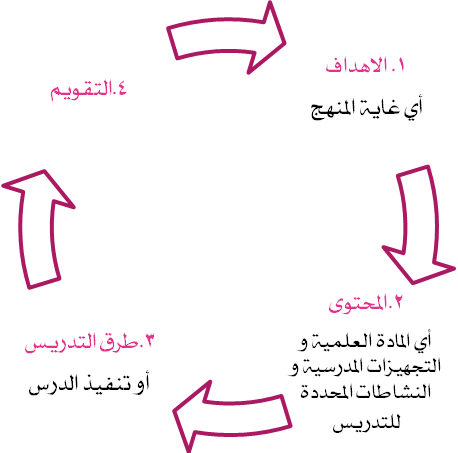 ١. الاهداف
أي غاية المنهج
٢.المحتوى
أي المادة العلمية و
التجهيزات المدرسية و
النشاطات المحددة
للتدريس
٣.طرق التدريس
أو تنفيذ الدرس
٤.التقويم